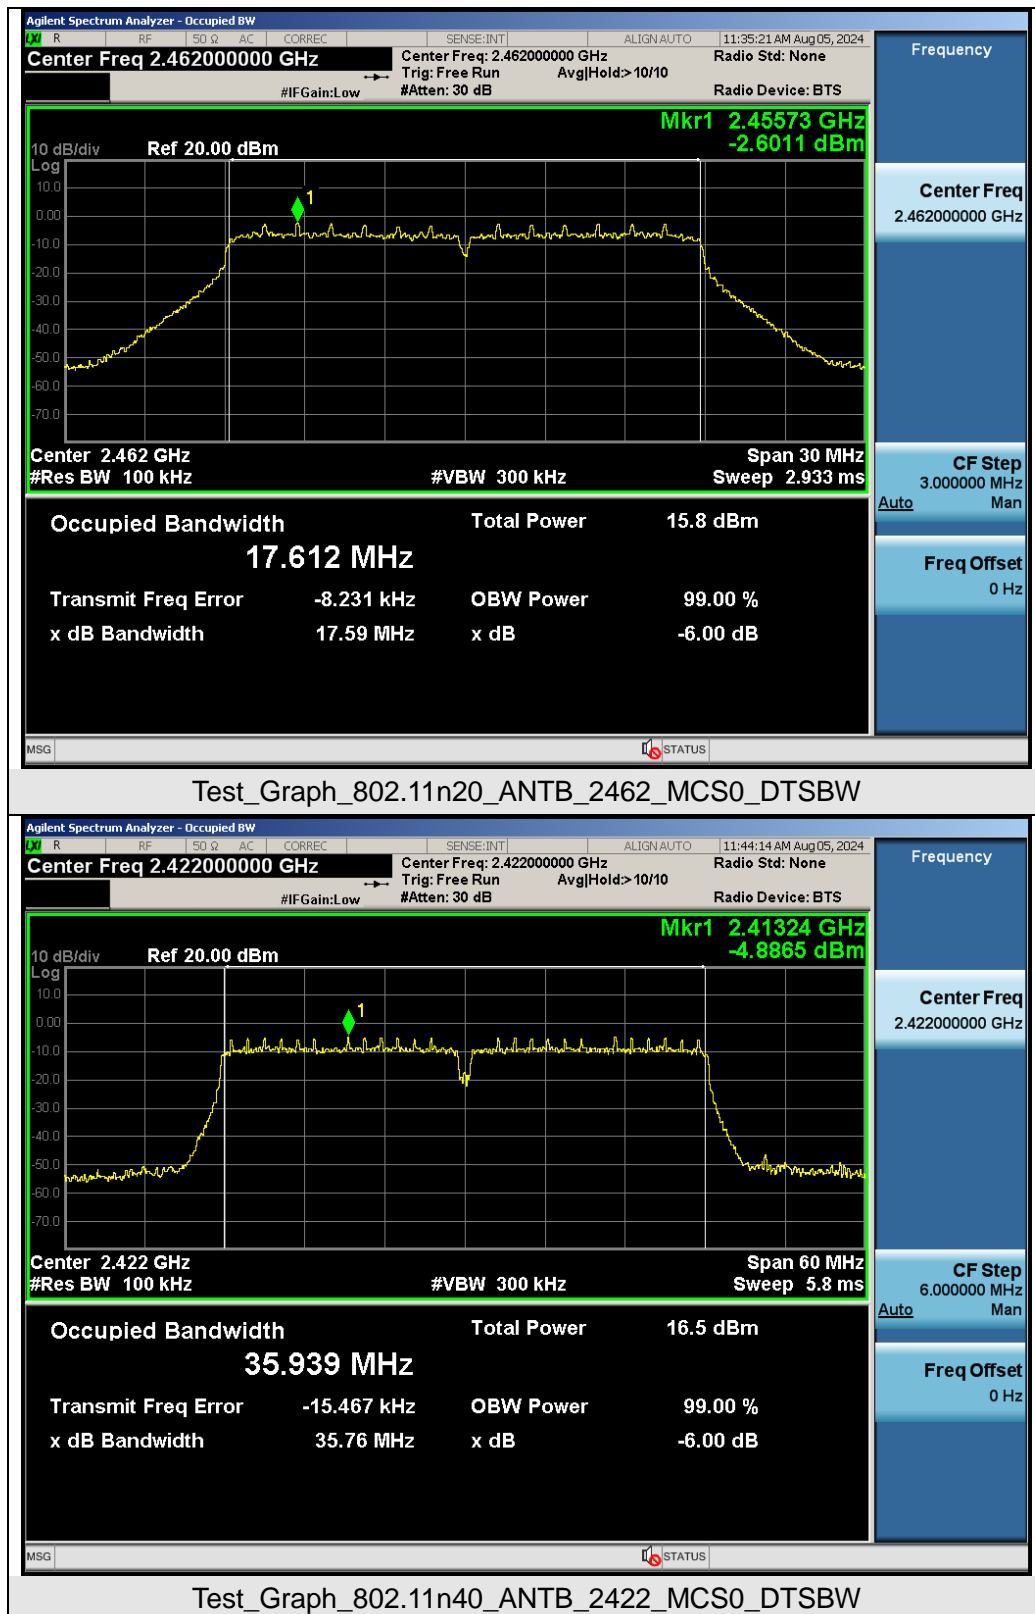 Agilent Spectrum Analyzer - Occupied BW
LXI R RF 50 Ω AC CORREC SENSE:INT ALIGN AUTO 11:35:21 AM Aug 05, 2024
Center Freq 2.462000000 GHz
Center Freq: 2.462000000 GHz
Radio Std: None
Trig: Free Run Avg|Hold:>10/10
#IFGain:Low #Atten: 30 dB Radio Device: BTS
Frequency
Mkr1 2.45573 GHz
-2.6011 dBm
10 dB/div Ref 20.00 dBm
Log
10.0
0.00
-10.0
-20.0
-30.0
-40.0
-50.0
-60.0
-70.0
1
Center Freq
2.462000000 GHz
Center 2.462 GHz Span 30 MHz
#Res BW 100 kHz #VBW 300 kHz Sweep 2.933 ms
CF Step
3.000000 MHz
Auto Man
Occupied Bandwidth Total Power 15.8 dBm
17.612 MHz
Freq Offset
0 Hz
Transmit Freq Error -8.231 kHz OBW Power 99.00 %
x dB Bandwidth 17.59 MHz x dB -6.00 dB
MSG STATUS
Test_Graph_802.11n20_ANTB_2462_MCS0_DTSBW
Agilent Spectrum Analyzer - Occupied BW
LXI R RF 50 Ω AC CORREC SENSE:INT ALIGN AUTO 11:44:14 AM Aug 05, 2024
Center Freq 2.422000000 GHz
Center Freq: 2.422000000 GHz
Radio Std: None
Trig: Free Run Avg|Hold:>10/10
#IFGain:Low #Atten: 30 dB Radio Device: BTS
Frequency
Mkr1 2.41324 GHz
-4.8865 dBm
10 dB/div Ref 20.00 dBm
Log
10.0
0.00
-10.0
-20.0
-30.0
-40.0
-50.0
-60.0
-70.0
1
Center Freq
2.422000000 GHz
Center 2.422 GHz Span 60 MHz
#Res BW 100 kHz #VBW 300 kHz Sweep 5.8 ms
CF Step
6.000000 MHz
Auto Man
Occupied Bandwidth Total Power 16.5 dBm
35.939 MHz
Freq Offset
0 Hz
Transmit Freq Error -15.467 kHz OBW Power 99.00 %
x dB Bandwidth 35.76 MHz x dB -6.00 dB
MSG STATUS
Test_Graph_802.11n40_ANTB_2422_MCS0_DTSBW